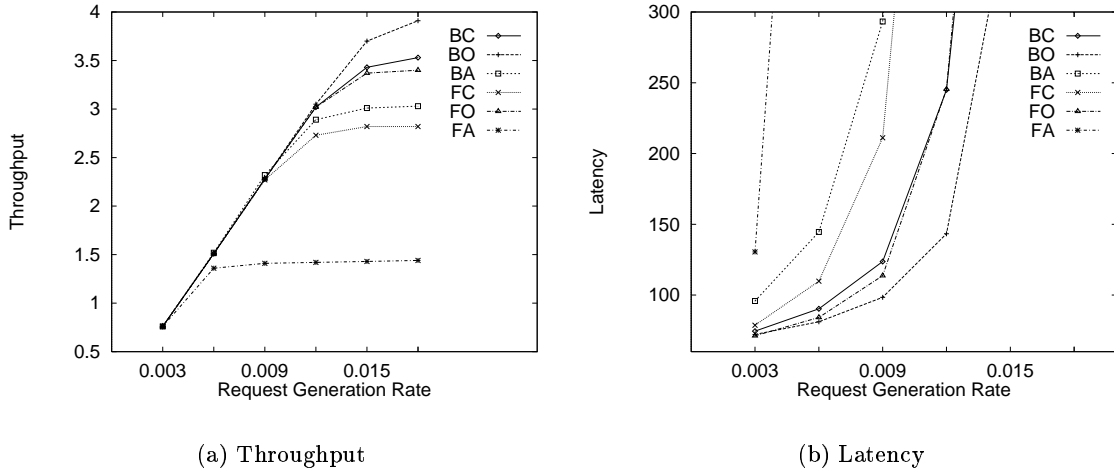 4
3.5
3
2.5
2
1.5
1
0.5
Throughput
0.003
0.009
0.015
Request Generation Rate
BC
BO
BA
FC
FO
FA
(a) Throughput
300
250
200
150
100
Latency
0.003
0.009
0.015
Request Generation Rate
BC
BO
BA
FC
FO
FA
(b) Latency